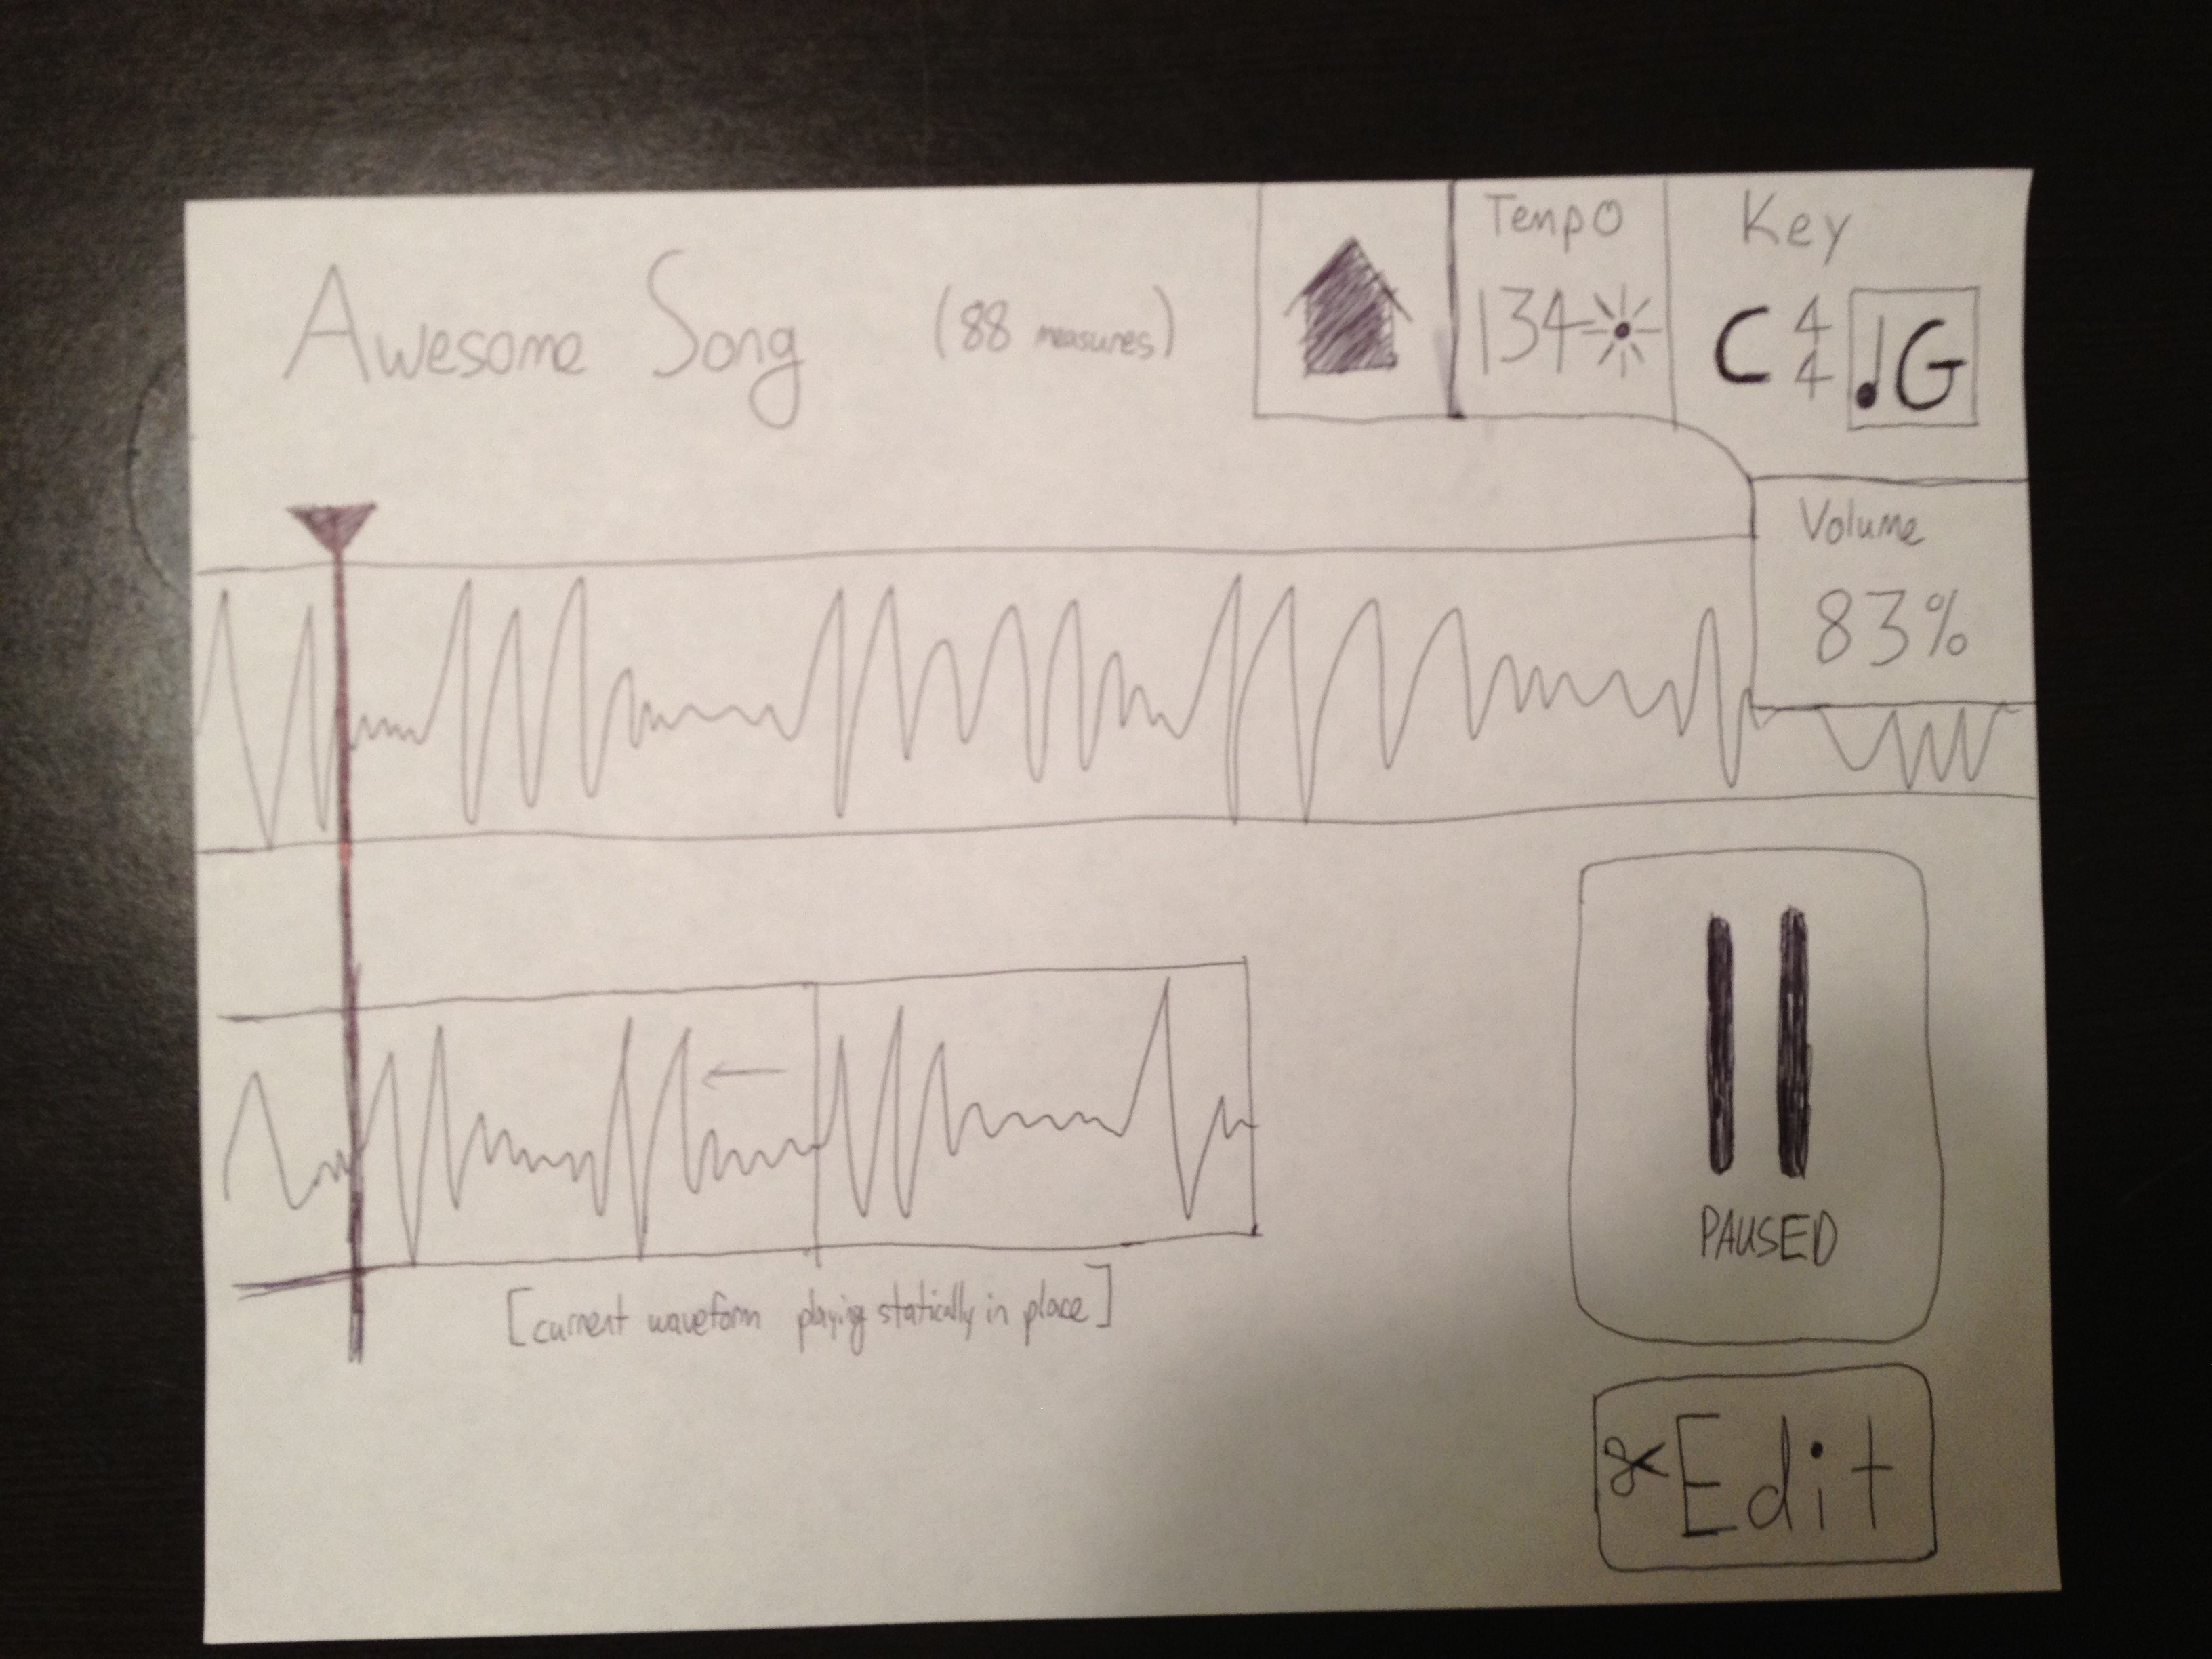 Awesome Song (88 measures)
Tempo
134
Key
C 4/4 ♩G
Volume
83%
[current waveform playing statically in place]
PAUSED
Edit